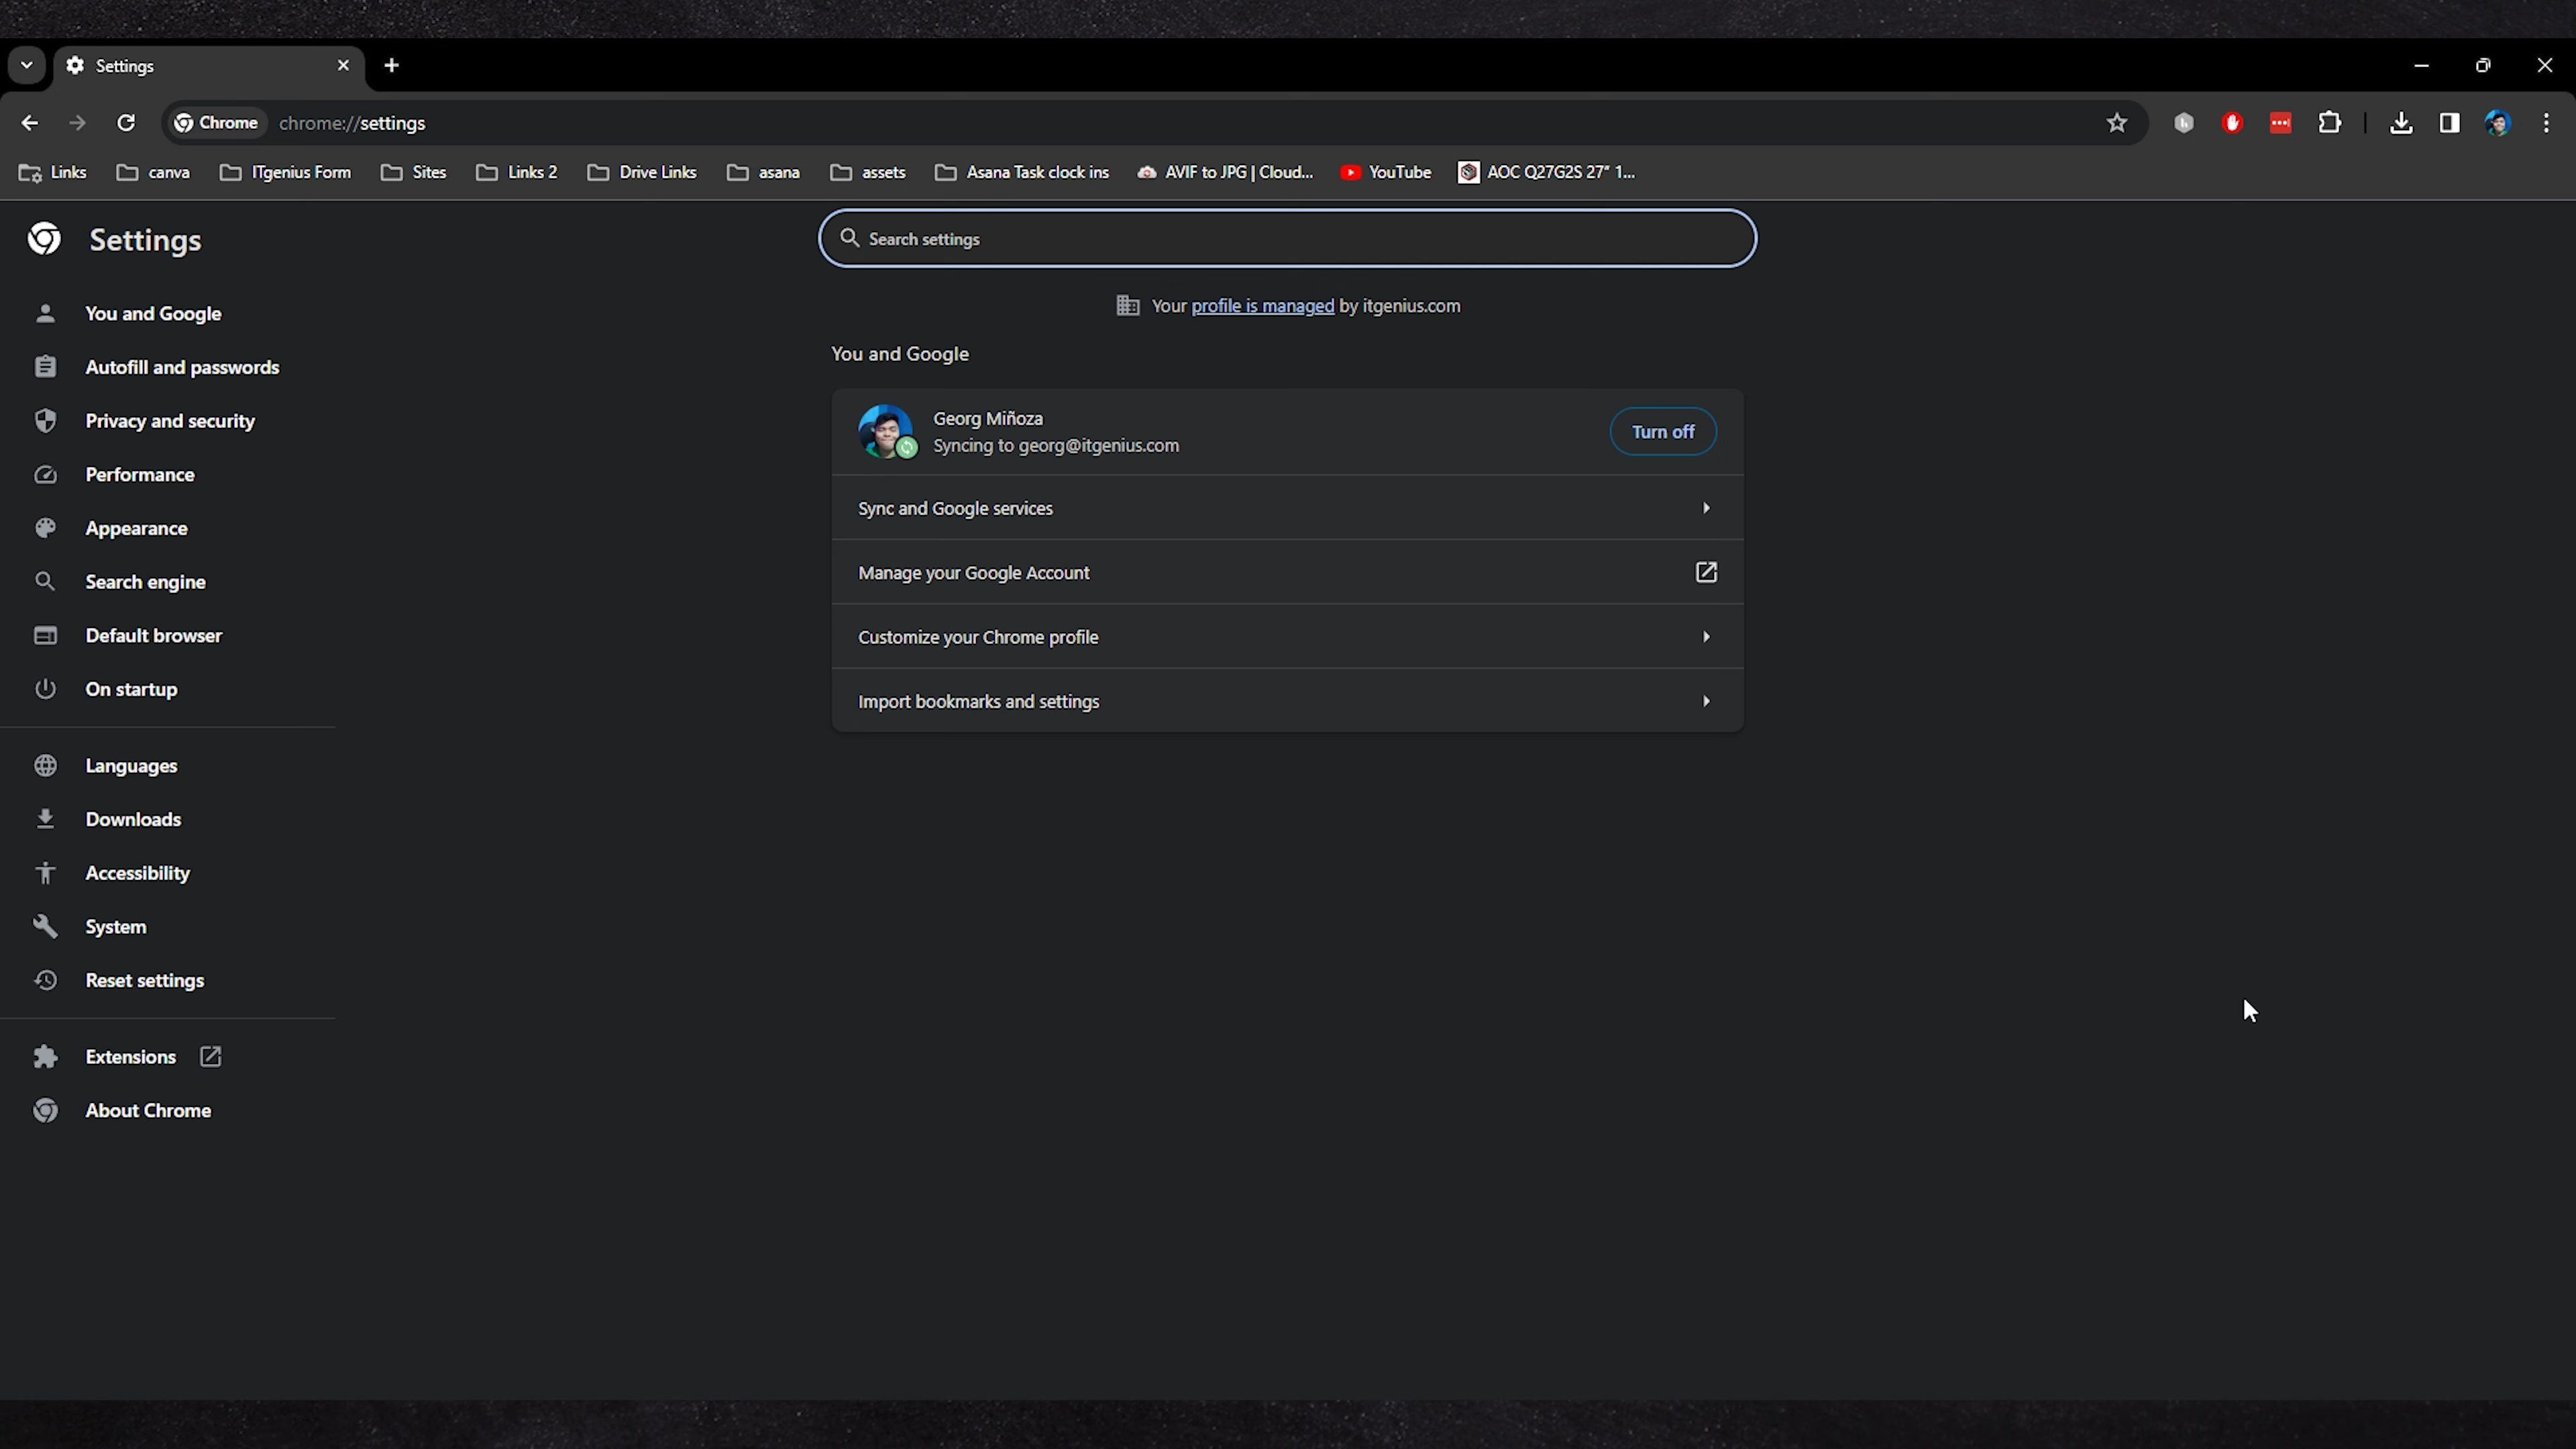 Settings
Chrome chrome://settings
Links canva ITgenius Form Sites Links 2 Drive Links asana assets Asana Task clock ins AVIF to JPG | Cloud... YouTube AOC Q27G2S 27" 1...
Settings
Search settings
Your profile is managed by itgenius.com
You and Google
Autofill and passwords
Privacy and security
Performance
Appearance
Search engine
Default browser
On startup
Languages
Downloads
Accessibility
System
Reset settings
Extensions
About Chrome
You and Google
Georg Miñoza
Syncing to georg@itgenius.com
Turn off
Sync and Google services
Manage your Google Account
Customize your Chrome profile
Import bookmarks and settings